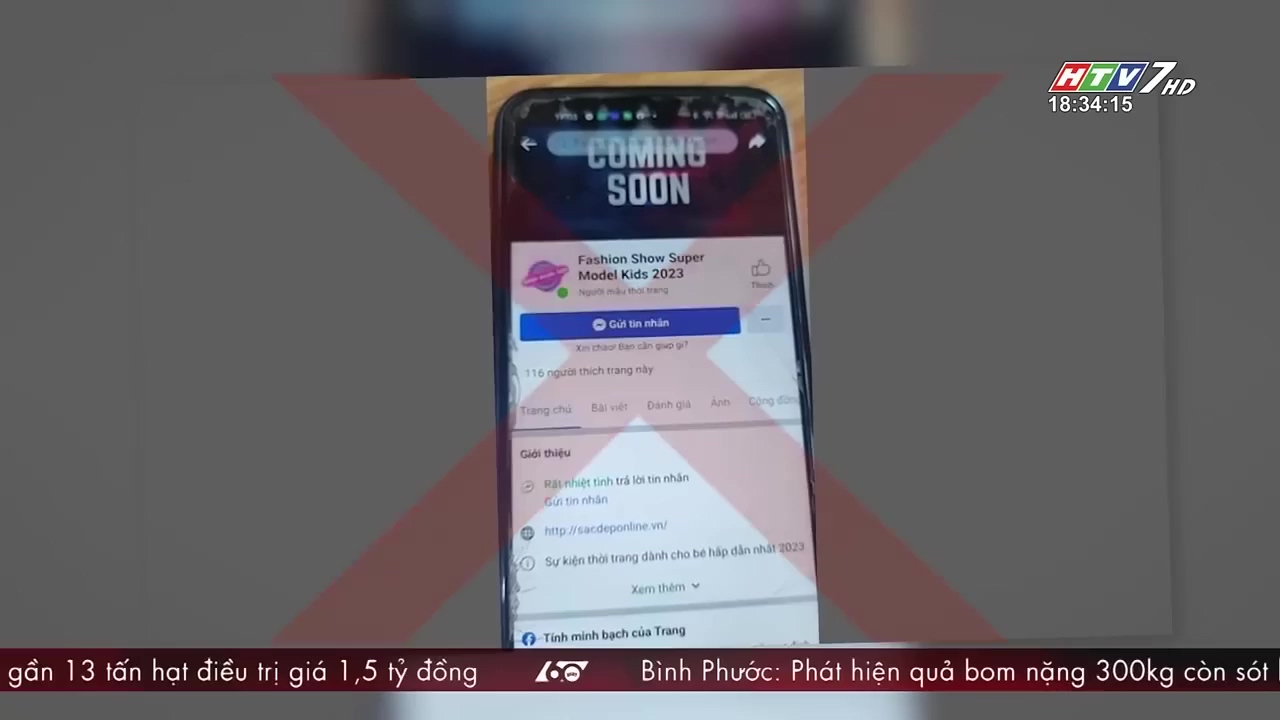 HTV7 HD
18:34:15
COMING
SOON
Fashion Show Super
Model Kids 2023
Người mẫu thời trang
Thích
Gửi tin nhắn
Xin chào! Bạn cần giúp gì?
116 người thích trang này
Trang chủ Bài viết Đánh giá Ảnh Cộng đồng
Giới thiệu
Rất nhiệt tình trả lời tin nhắn
Gửi tin nhắn
http://sacdeponline.vn/
Sự kiện thời trang dành cho bé hấp dẫn nhất 2023
Xem thêm
Tính minh bạch của Trang
gần 13 tấn hạt điều trị giá 1,5 tỷ đồng 60 giây Bình Phước: Phát hiện quả bom nặng 300kg còn sót